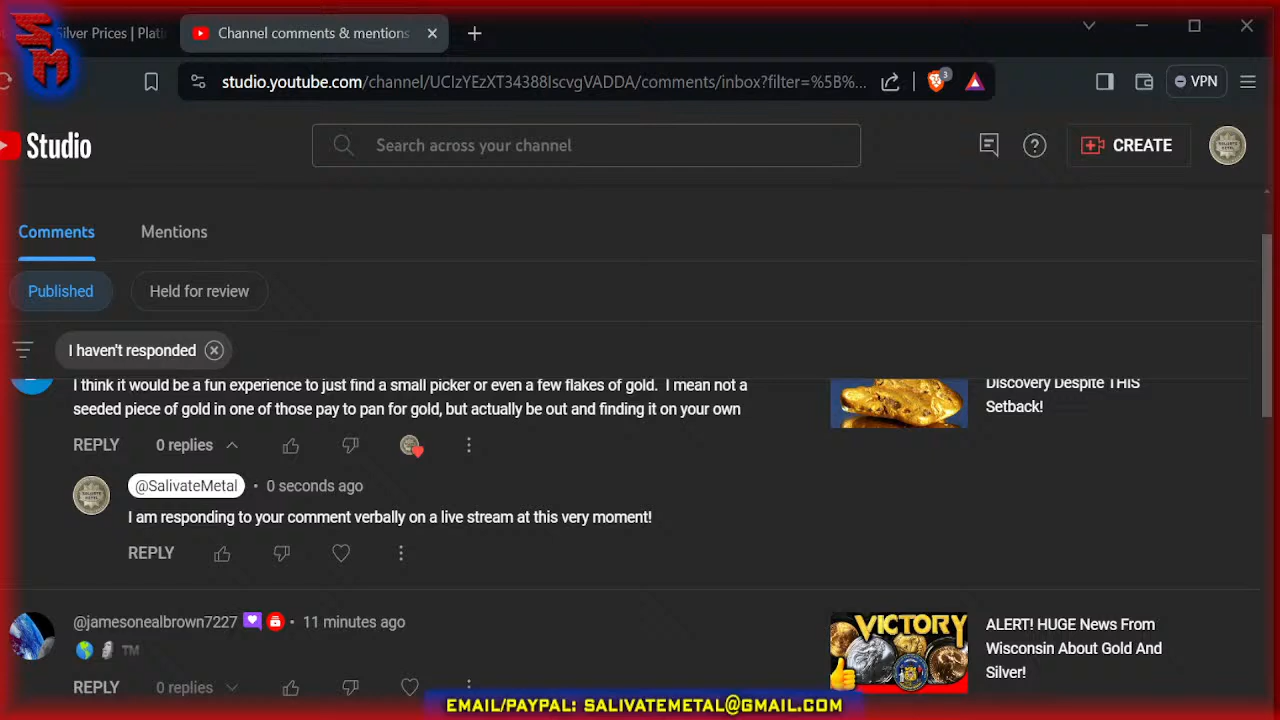 SM
Silver Prices | Plati
Channel comments & mentions
studio.youtube.com/channel/UCIzYEzXT34388IscvgVADDA/comments/inbox?filter=%5B%...
3
VPN
Studio
Search across your channel
CREATE
Comments
Mentions
Published
Held for review
I haven't responded
I think it would be a fun experience to just find a small picker or even a few flakes of gold. I mean not a
seeded piece of gold in one of those pay to pan for gold, but actually be out and finding it on your own
Discovery Despite THIS
Setback!
REPLY
0 replies
@SalivateMetal • 0 seconds ago
I am responding to your comment verbally on a live stream at this very moment!
REPLY
@jamesonealbrown7227 • 11 minutes ago
🌎 🗿 TM
VICTORY
ALERT! HUGE News From
Wisconsin About Gold And
Silver!
REPLY
0 replies
EMAIL/PAYPAL: SALIVATEMETAL@GMAIL.COM